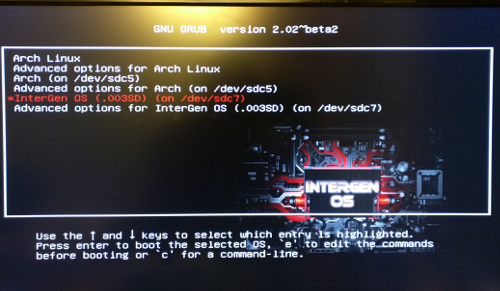 GNU GRUB  version 2.02~beta2
Arch Linux
Advanced options for Arch Linux
Arch (on /dev/sdc5)
Advanced options for Arch (on /dev/sdc5)
*InterGen OS (.003SD) (on /dev/sdc7)
Advanced options for InterGen OS (.003SD) (on /dev/sdc7)
INTERGEN
OS
Use the ↑ and ↓ keys to select which entry is highlighted.
Press enter to boot the selected OS, `e' to edit the commands
before booting or `c' for a command-line.